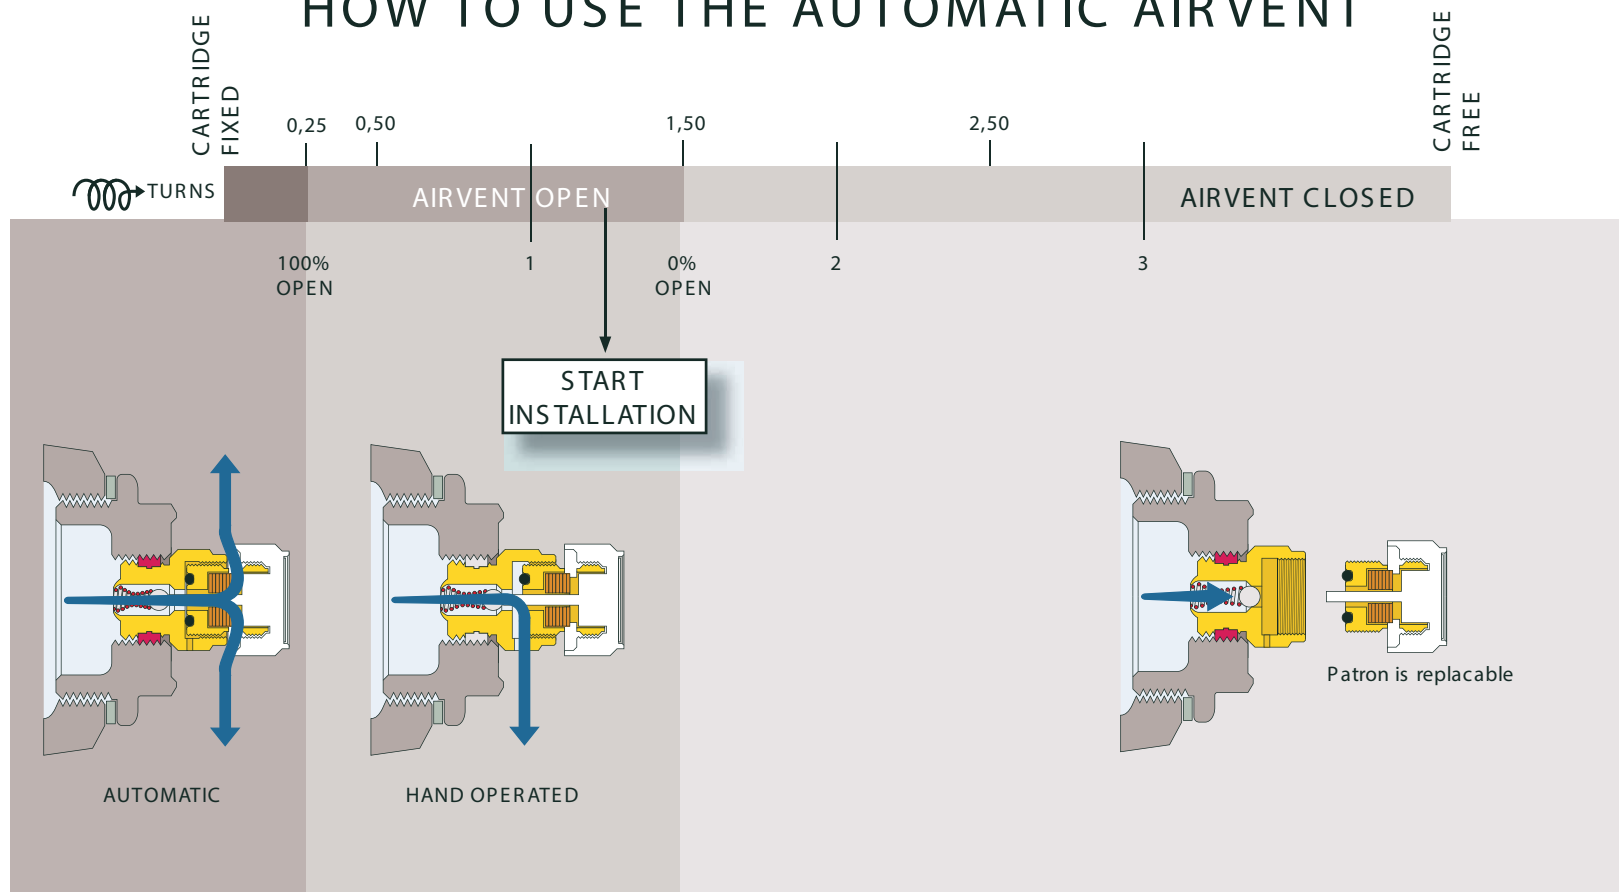 HOW TO USE THE AUTOMATIC AIRVENT
CARTRIDGE
FIXED
CARTRIDGE
FREE
0,25
0,50
1,50
2,50
TURNS
AIRVENT OPEN
AIRVENT CLOSED
100%
OPEN
1
0%
OPEN
2
3
START
INSTALLATION
Patron is replacable
AUTOMATIC
HAND OPERATED